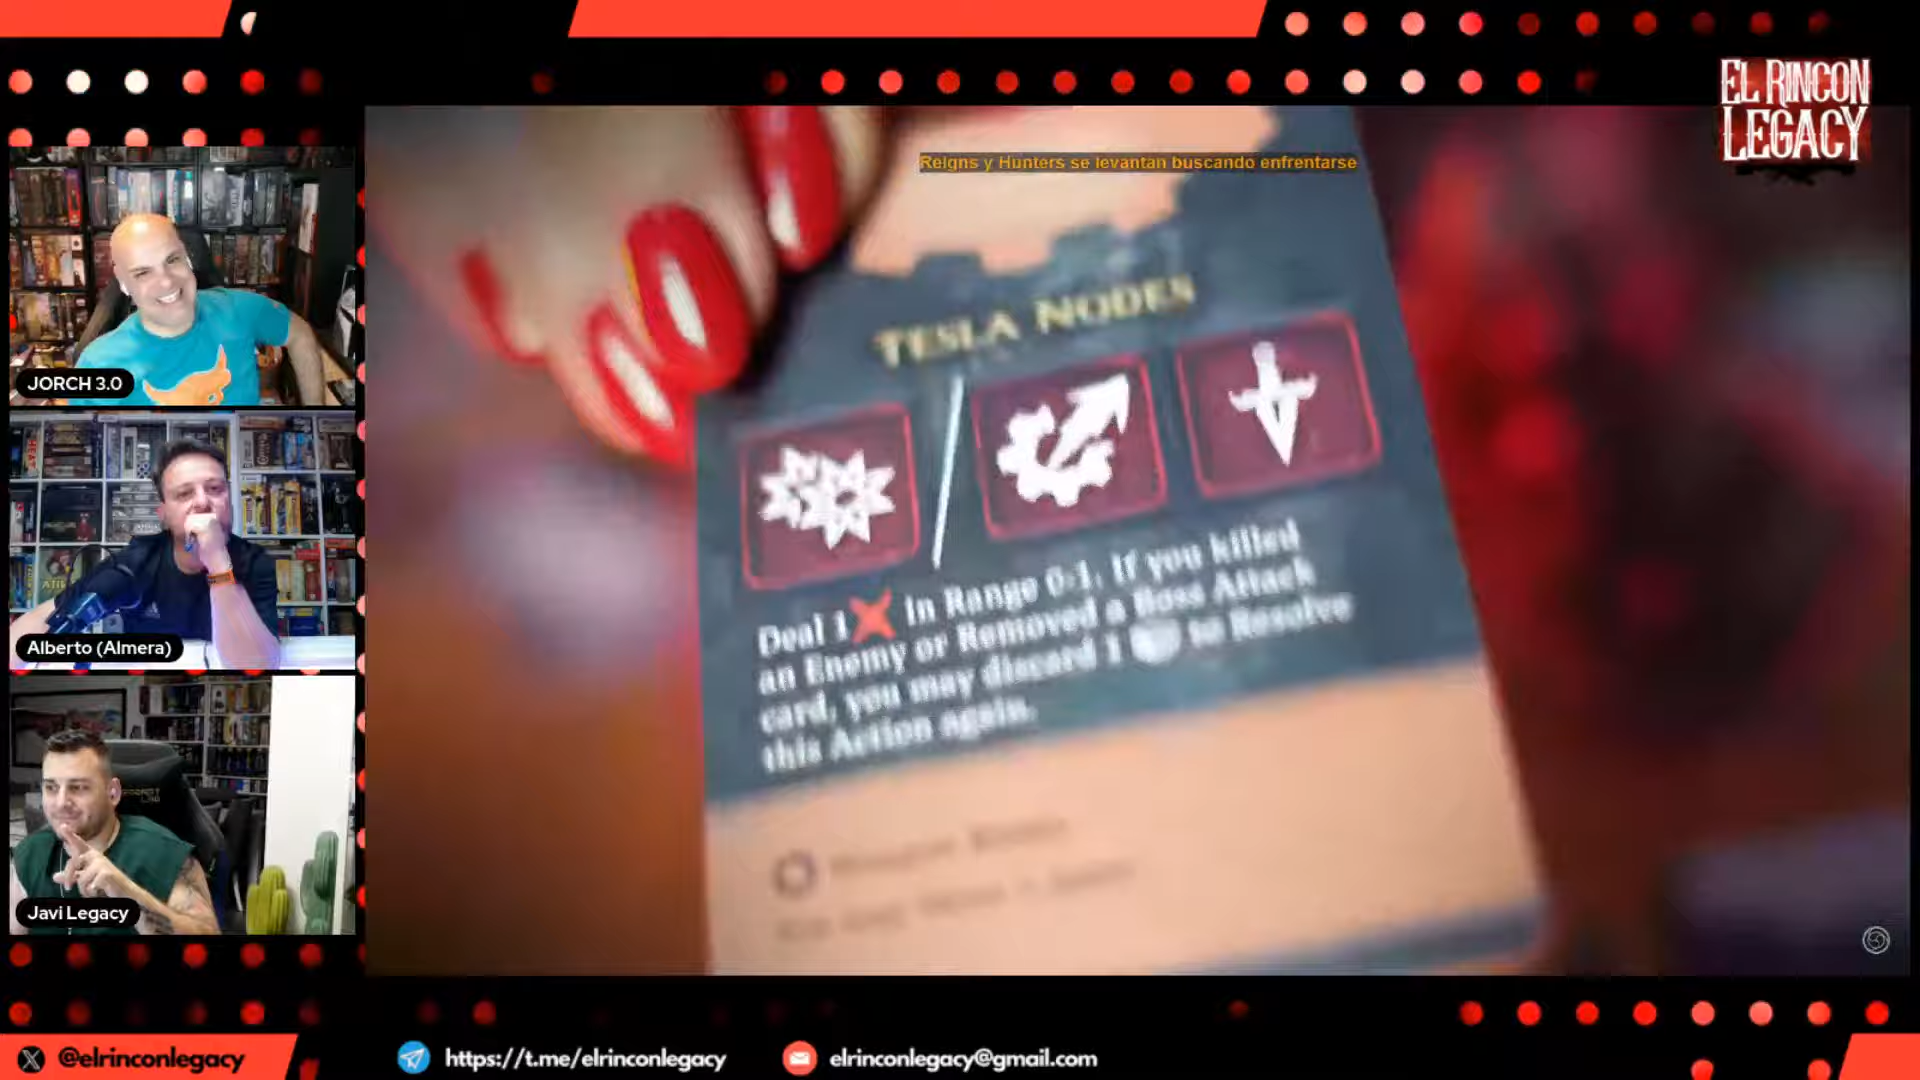 EL RINCON
LEGACY
Reigns y Hunters se levantan buscando enfrentarse
TESLA NODES
Deal 1 In Range 0-1. If you killed
an Enemy or Removed a Boss Attack
card, you may discard 1 to Resolve
this Action again.
JORCH 3.0
Alberto (Almera)
Javi Legacy
@elrinconlegacy
https://t.me/elrinconlegacy
elrinconlegacy@gmail.com